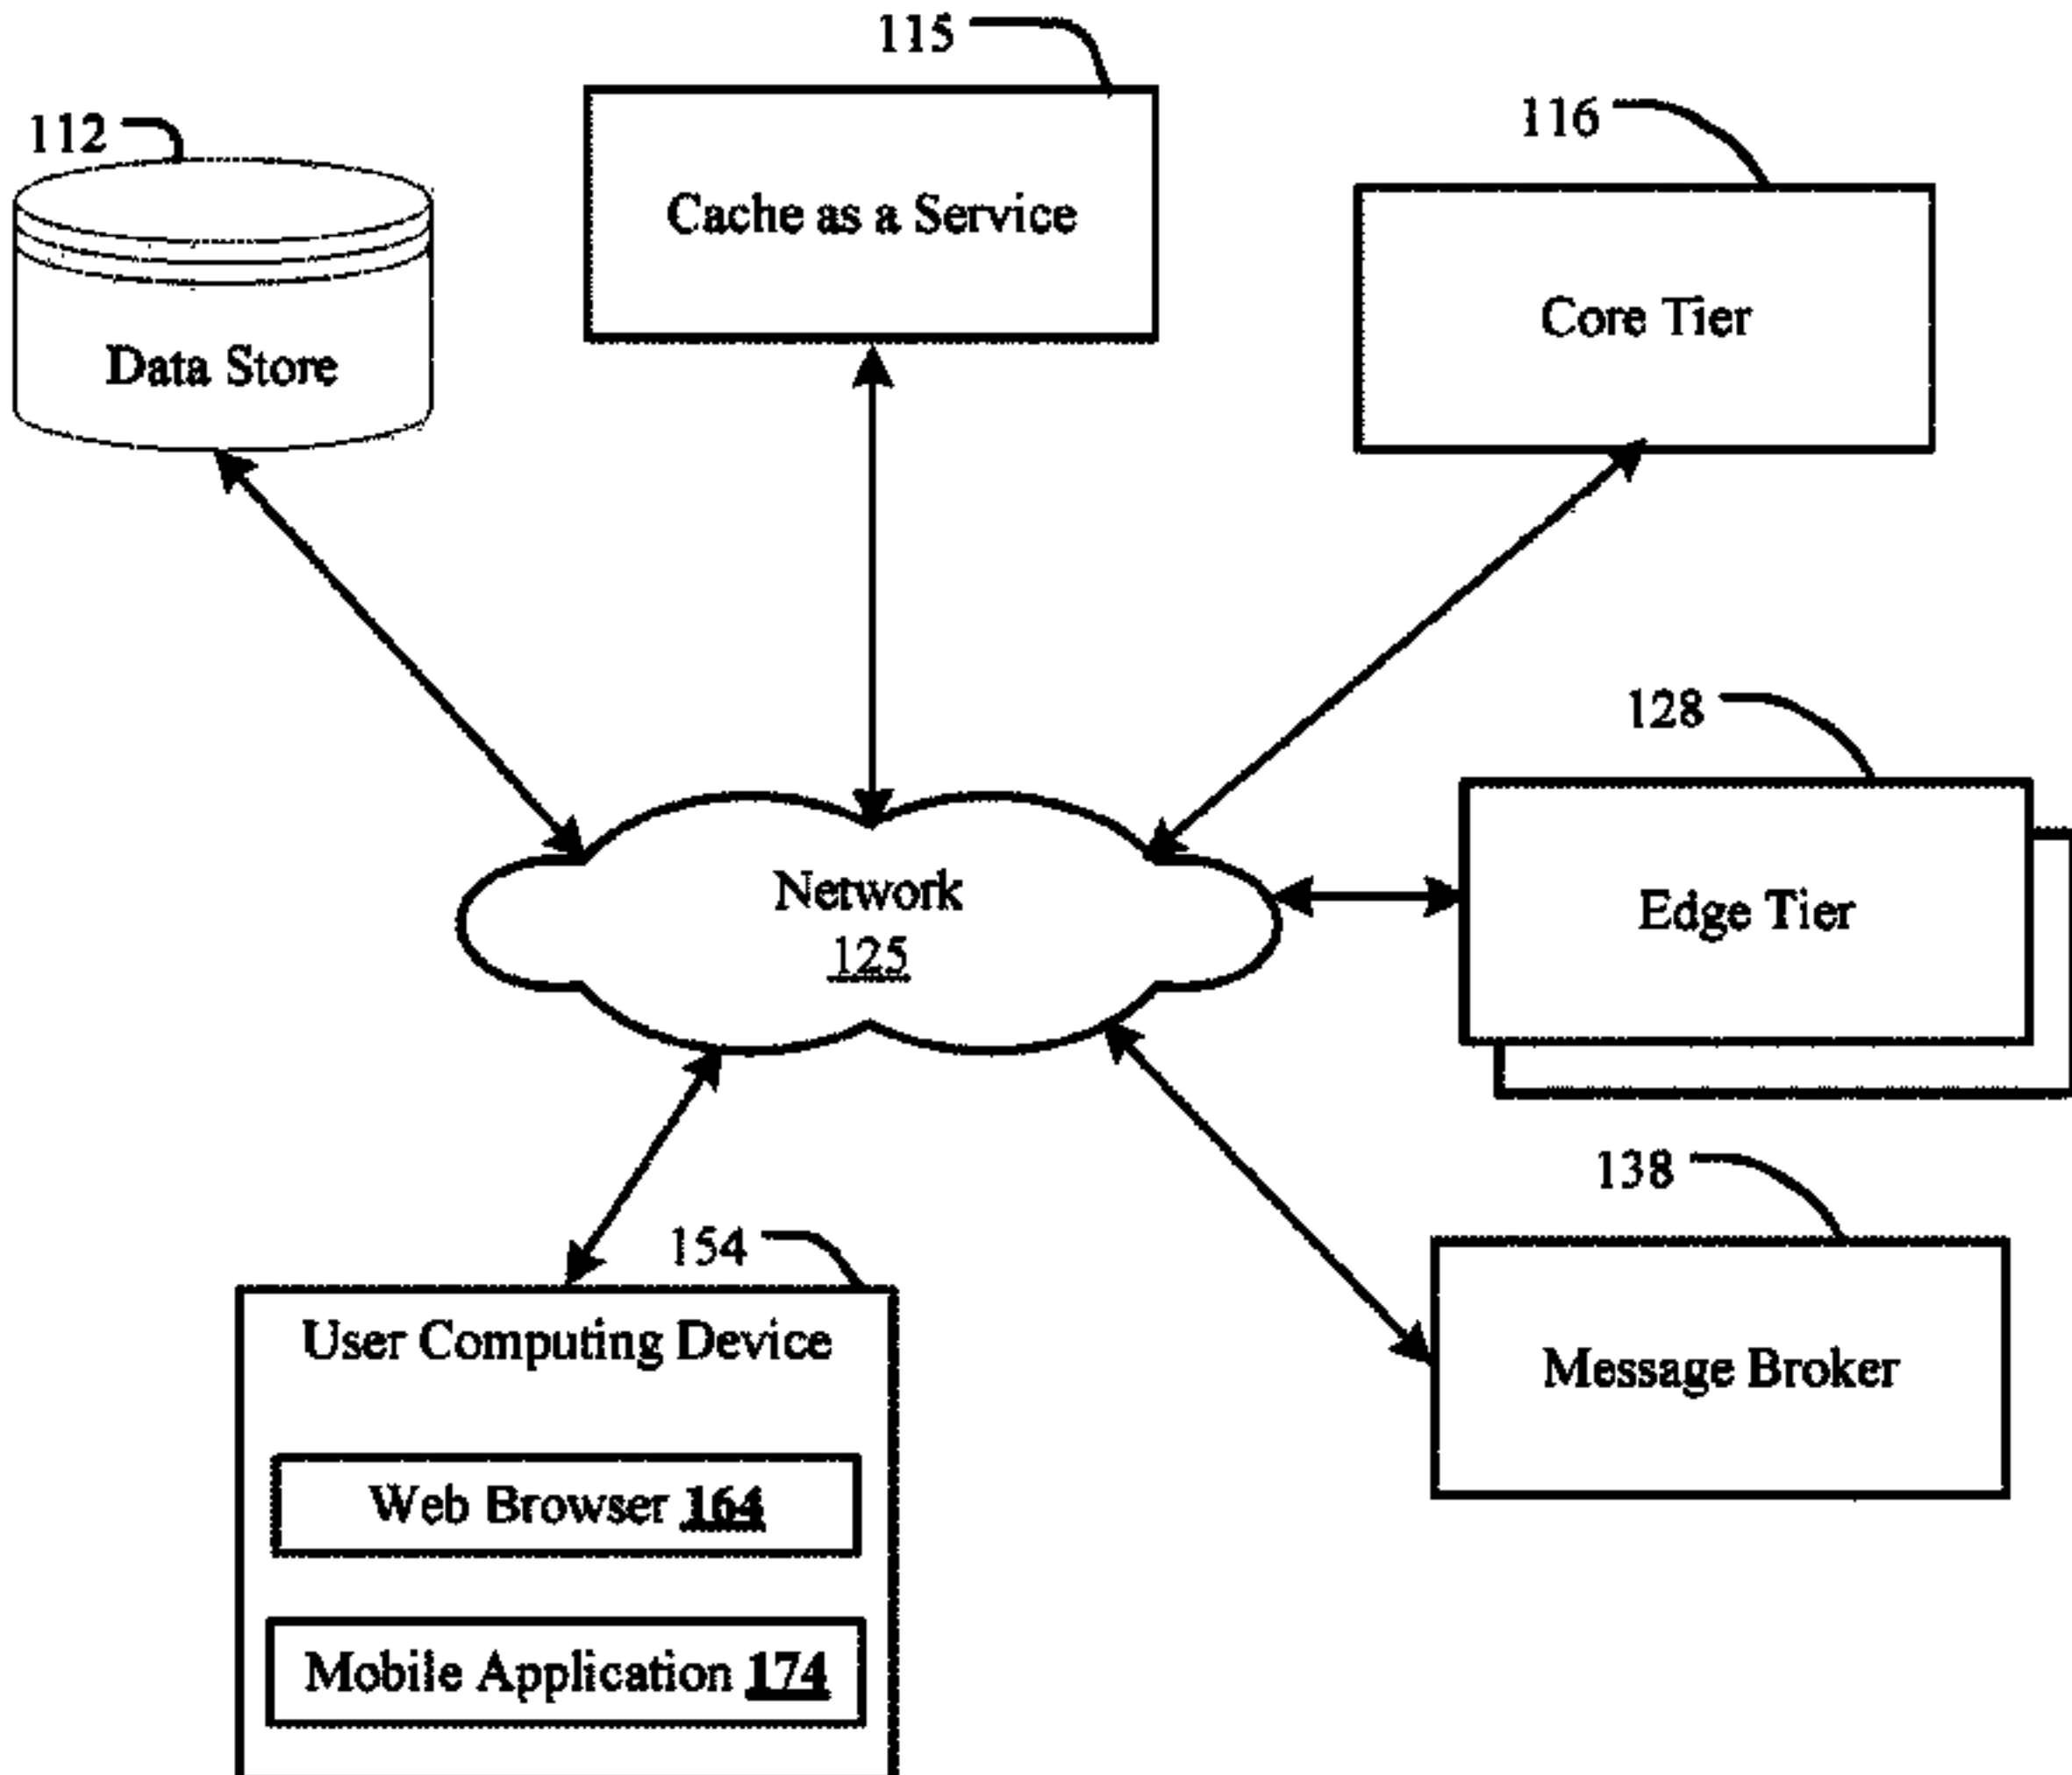 115
112
116
Cache as a Service
Core Tier
Data Store
128
Network
125
Edge Tier
138
154
User Computing Device
Message Broker
Web Browser 164
Mobile Application 174